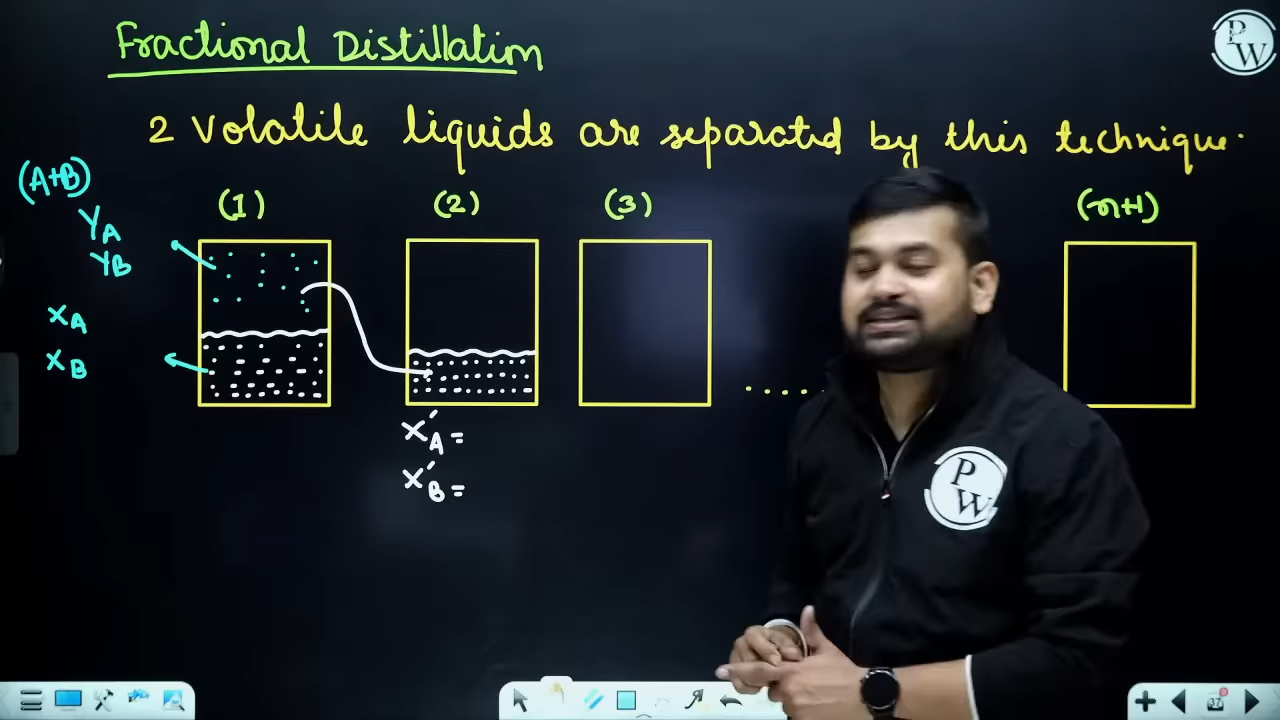 Fractional Distillation
2 Volatile liquids are separated by this technique.
(A+B)
(1) (2) (3) (n+1)
YA
YB
XA
XB
X'A =
X'B =
PW
PW